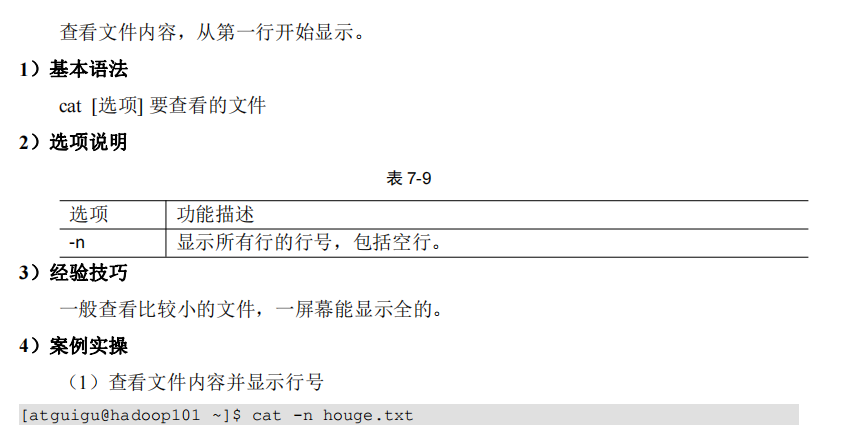 查看文件内容，从第一行开始显示。
1）基本语法
cat [选项] 要查看的文件
2）选项说明
表 7-9
选项 功能描述
-n 显示所有行的行号，包括空行。
3）经验技巧
一般查看比较小的文件，一屏幕能显示全的。
4）案例实操
（1）查看文件内容并显示行号
[atguigu@hadoop101 ~]$ cat -n houge.txt